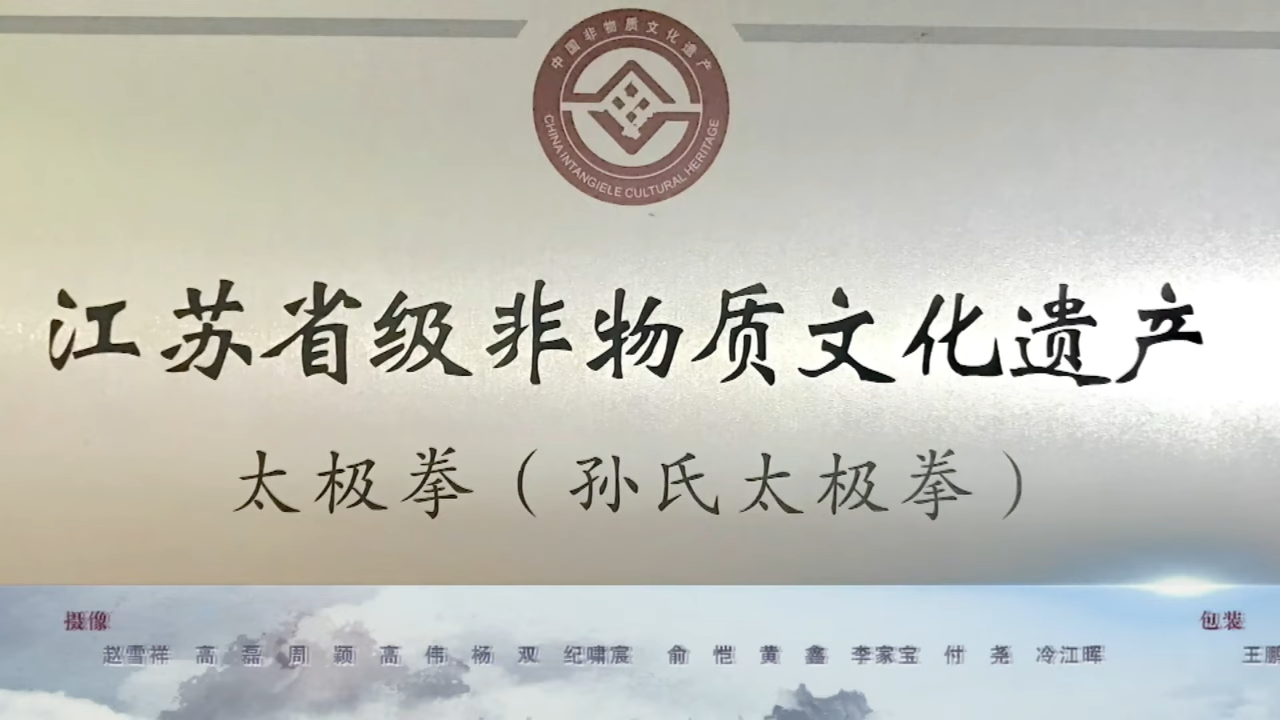 中国非物质文化遗产
CHINA INTANGIELE CULTURAL HERITAGE
江苏省级非物质文化遗产
太极拳（孙氏太极拳）
摄像 包装
赵雪祥 高磊 周颖 高伟 杨双 纪啸宸 俞恺 黄鑫 李家宝 付尧 冷江晖 王鹏